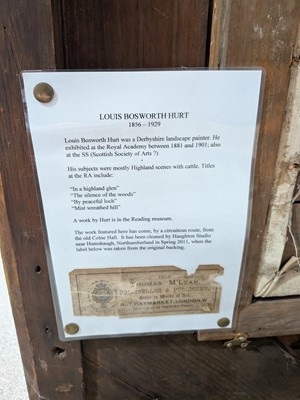 LOUIS BOSWORTH HURT
1856 – 1929
Louis Bosworth Hurt was a Derbyshire landscape painter. He
exhibited at the Royal Academy between 1881 and 1901; also
at the SS (Scottish Society of Arts ?)
His subjects were mostly Highland scenes with cattle. Titles
at the RA include:
"In a highland glen"
"The silence of the woods"
"By peaceful loch"
"Mist wreathed hill"
A work by Hurt is in the Reading museum.
The work featured here has come, by a circuitous route, from
the old Colne Hall. It has been cleaned by Haughton Studio
near Humshaugh, Northumberland in Spring 2011, when the
label below was taken from the original backing.
THOMAS McLEAN,
PUBLISHER
7, HAYMARKET, LONDON, S.W